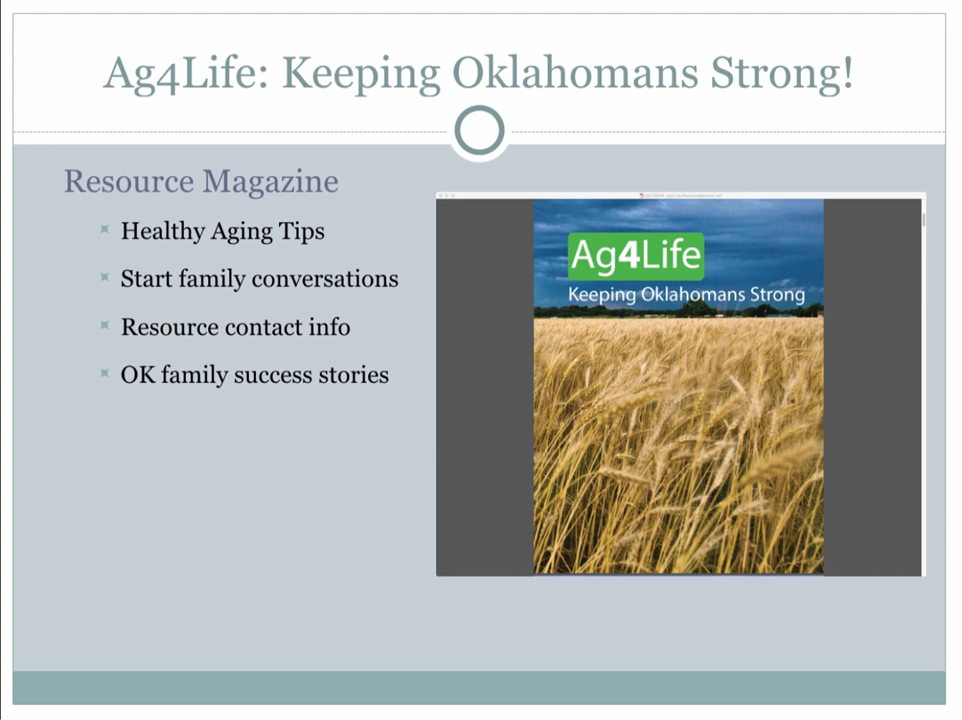 Ag4Life: Keeping Oklahomans Strong!
Resource Magazine
Healthy Aging Tips
Start family conversations
Resource contact info
OK family success stories
Ag4Life
Keeping Oklahomans Strong